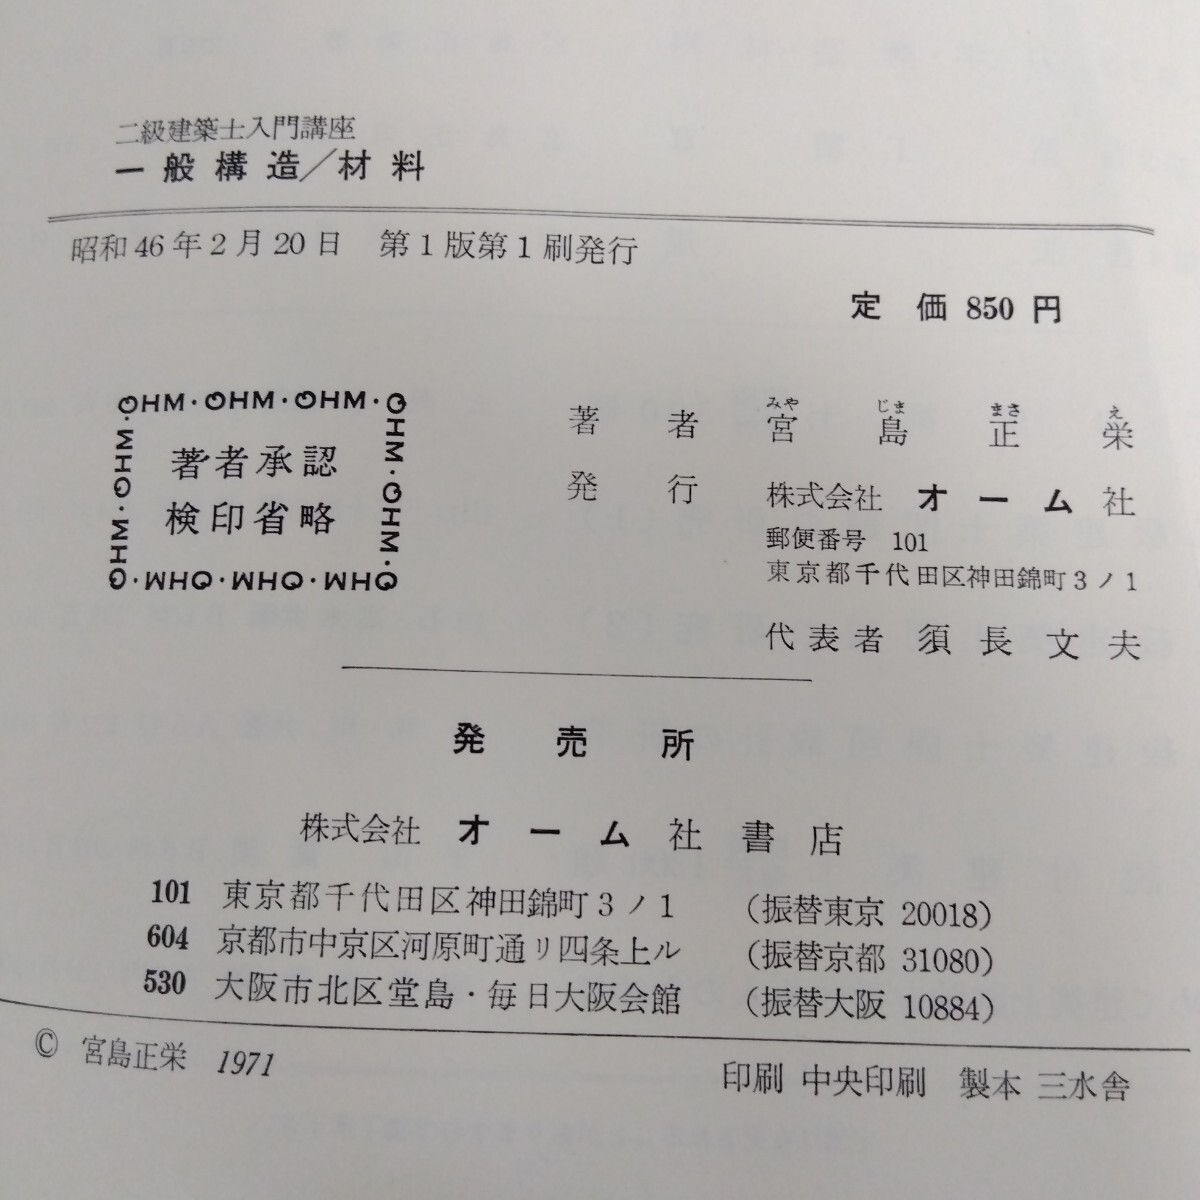 二級建築士入門講座
一般構造／材料
昭和46年2月20日 第1版第1刷発行
定価 850円
OHM・OHM・OHM・OHM・OHM・OHM・OHM・OHM・OHM・OHM・
著者承認
検印省略
著者 宮島正栄
みや じま まさ え
発行 株式会社 オーム社
郵便番号 101
東京都千代田区神田錦町3ノ1
代表者 須長文夫
発売所
株式会社 オーム社書店
101 東京都千代田区神田錦町3ノ1 (振替東京 20018)
604 京都市中京区河原町通リ四条上ル (振替京都 31080)
530 大阪市北区堂島・毎日大阪会館 (振替大阪 10884)
© 宮島正栄 1971
印刷 中央印刷 製本 三水舎